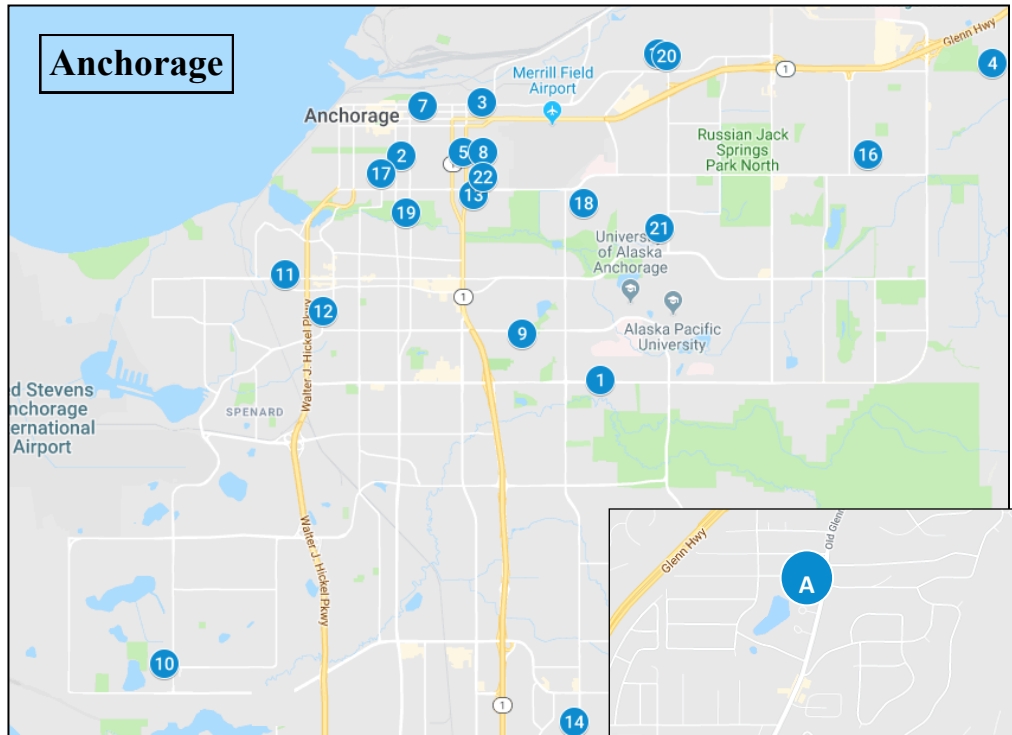 Anchorage
Glenn Hwy
4
20
1
Merrill Field
Airport
7
3
Anchorage
Russian Jack
Springs
Park North
16
2
5
8
17
22
13
18
19
21
University
of Alaska
Anchorage
11
1
12
Alaska Pacific
University
9
1
Walter J. Hickel Pkwy
ed Stevens
nchorage
ernational
Airport
SPENARD
Walter J. Hickel Pkwy
10
1
14
Glenn Hwy
Old Glenn
A